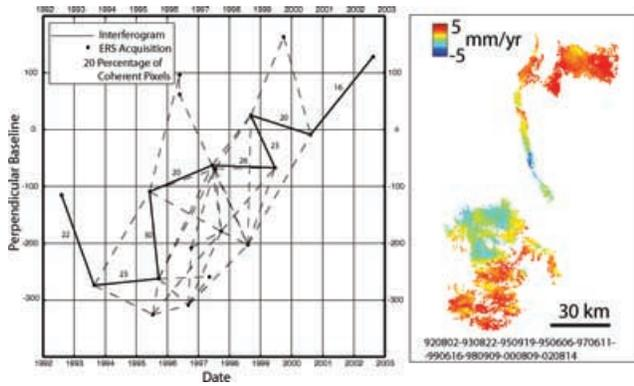 1992 1993 1994 1995 1996 1997 1998 1999 2000 2001 2002 2003
Interferogram
ERS Acquisition
20 Percentage of
Coherent Pixels
100
0
-100
-200
-300
Perpendicular Baseline
100
0
-100
-200
-300
22
25
30
20
26
25
20
16
1992 1993 1994 1995 1996 1997 1998 1999 2000 2001 2002 2003
Date
5
-5
mm/yr
30 km
920802-930822-950919-950606-970611-
-990616-980909-000809-020814